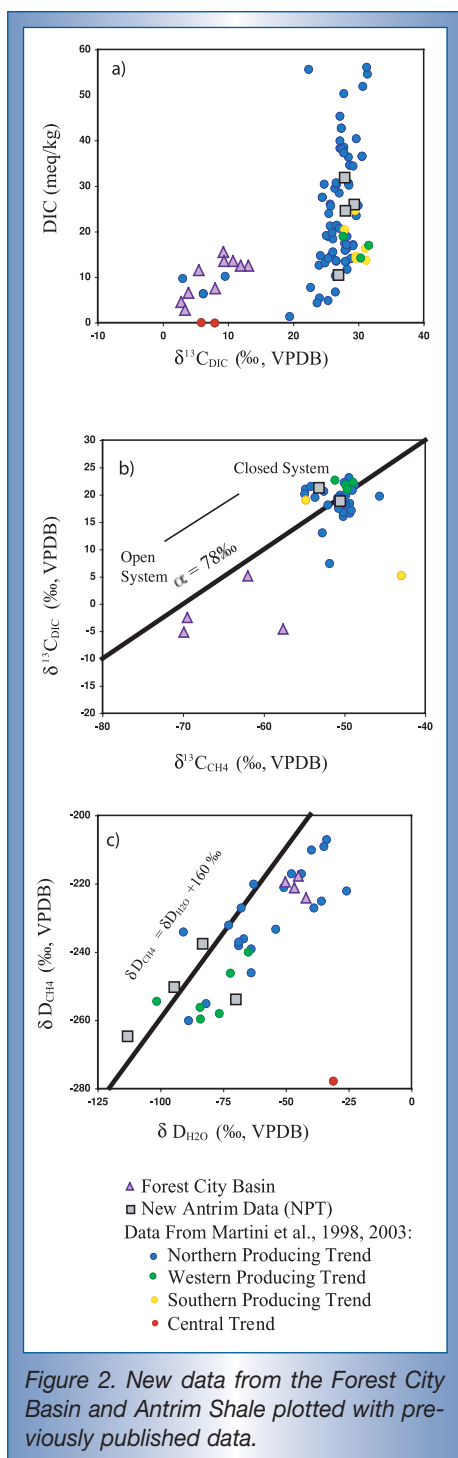 a)
60
50
40
30
20
10
0
DIC (meq/kg)
-10 0 10 20 30 40
δ13CDIC (‰, VPDB)
b)
30
25
20
15
10
5
0
-5
-10
-15
-20
δ13CDIC (‰, VPDB)
Closed System
Open
System
α = 78‰
-80 -70 -60 -50 -40
δ13CCH4 (‰, VPDB)
c)
-200
-220
-240
-260
-280
δ DCH4 (‰, VPDB)
δ DCH4 = δDH2O +160 ‰
-125 -100 -75 -50 -25 0
δ DH2O (‰, VPDB)
Forest City Basin
New Antrim Data (NPT)
Data From Martini et al., 1998, 2003:
Northern Producing Trend
Western Producing Trend
Southern Producing Trend
Central Trend
Figure 2. New data from the Forest City
Basin and Antrim Shale plotted with pre-
viously published data.